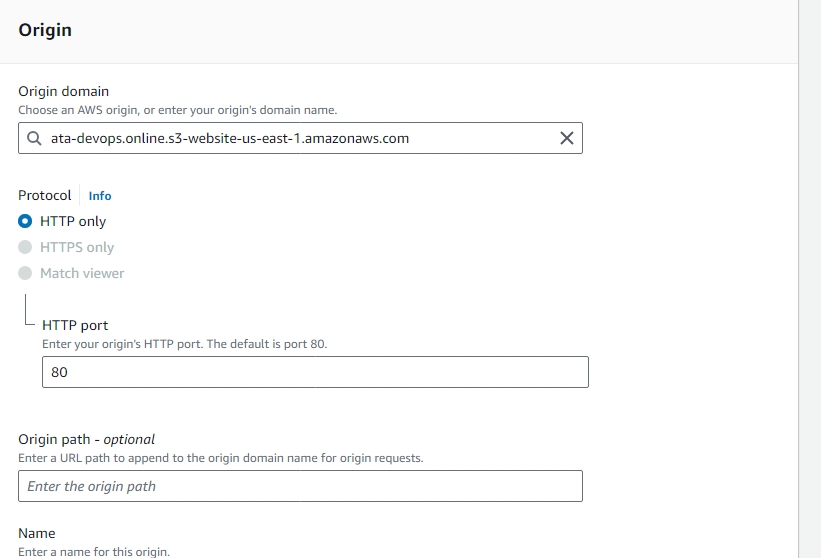 Origin
Origin domain
Choose an AWS origin, or enter your origin's domain name.
ata-devops.online.s3-website-us-east-1.amazonaws.com
Protocol Info
HTTP only
HTTPS only
Match viewer
HTTP port
Enter your origin's HTTP port. The default is port 80.
80
Origin path - optional
Enter a URL path to append to the origin domain name for origin requests.
Enter the origin path
Name
Enter a name for this origin.